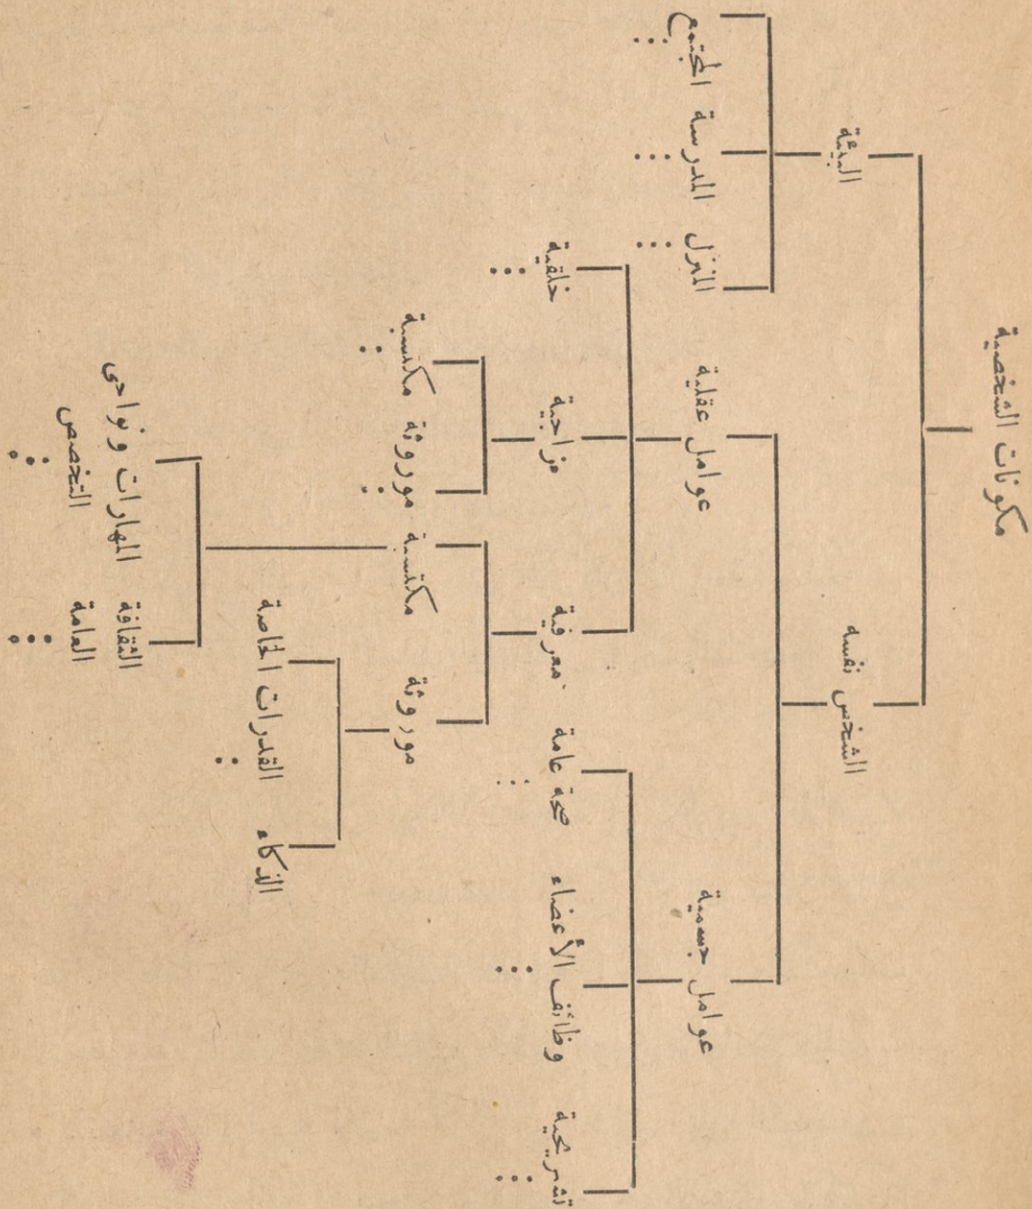 مكونات الشخصية
الشخص نفسه
البيئة
عوامل جسمية
عوامل عقلية
المنزل
المدرسة
المجتمع
تشريحية
وظائف الأعضاء
صحة عامة
معرفية
مزاجية
خلقية
موروثة
مكتسبة
موروثة
مكتسبة
الذكاء
القدرات الخاصة
الثقافة
العامة
المهارات ونواحى
التخصص